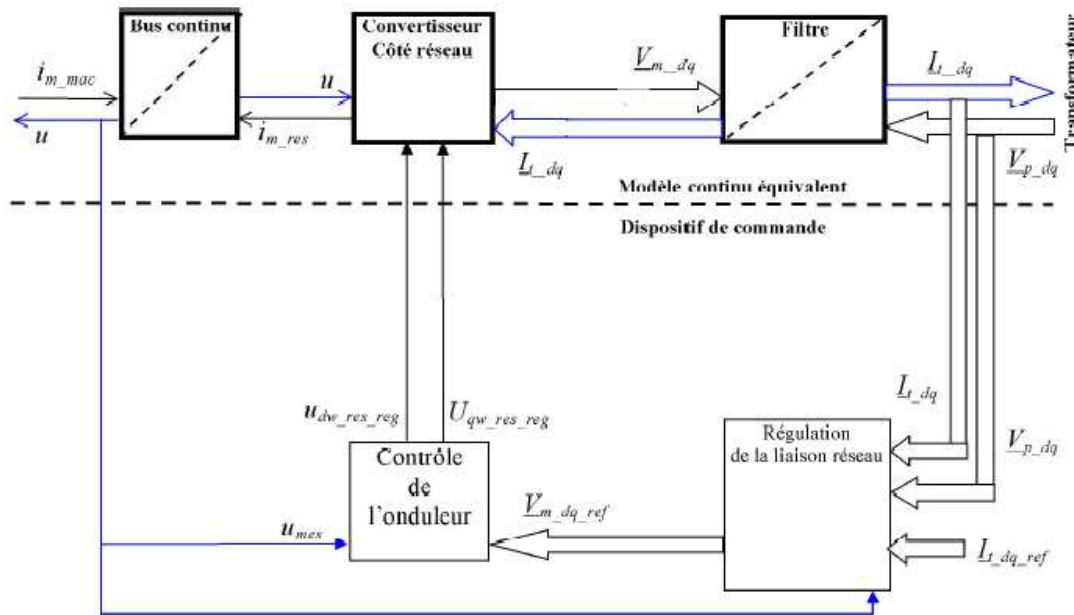 Bus continu
Convertisseur
Côté réseau
Filtre
Transformateur
i_m_mac
u
u
i_m_res
V_m_dq
I_t_dq
I_t_dq
V_p_dq
Modèle continu équivalent
Dispositif de commande
u_dw_res_reg
U_qw_res_reg
I_t_dq
V_p_dq
Régulation
de la liaison réseau
Contrôle
de
l'onduleur
V_m_dq_ref
u_mes
I_t_dq_ref